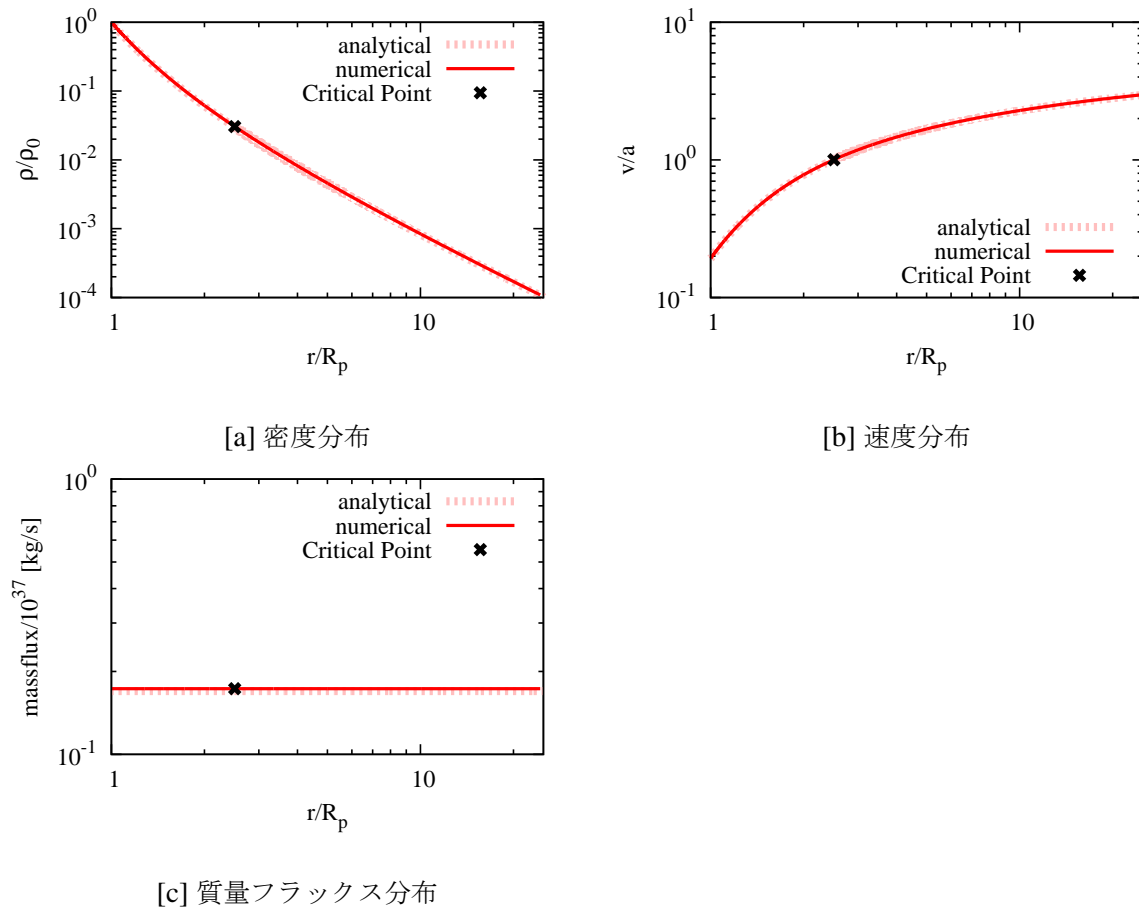 10^0
10^-1
10^-2
10^-3
10^-4
ρ/ρ_0
analytical
numerical
Critical Point
1
10
r/R_p
[a] 密度分布
10^1
10^0
10^-1
v/a
analytical
numerical
Critical Point
1
10
r/R_p
[b] 速度分布
10^0
10^-1
massflux/10^37 [kg/s]
analytical
numerical
Critical Point
1
10
r/R_p
[c] 質量フラックス分布